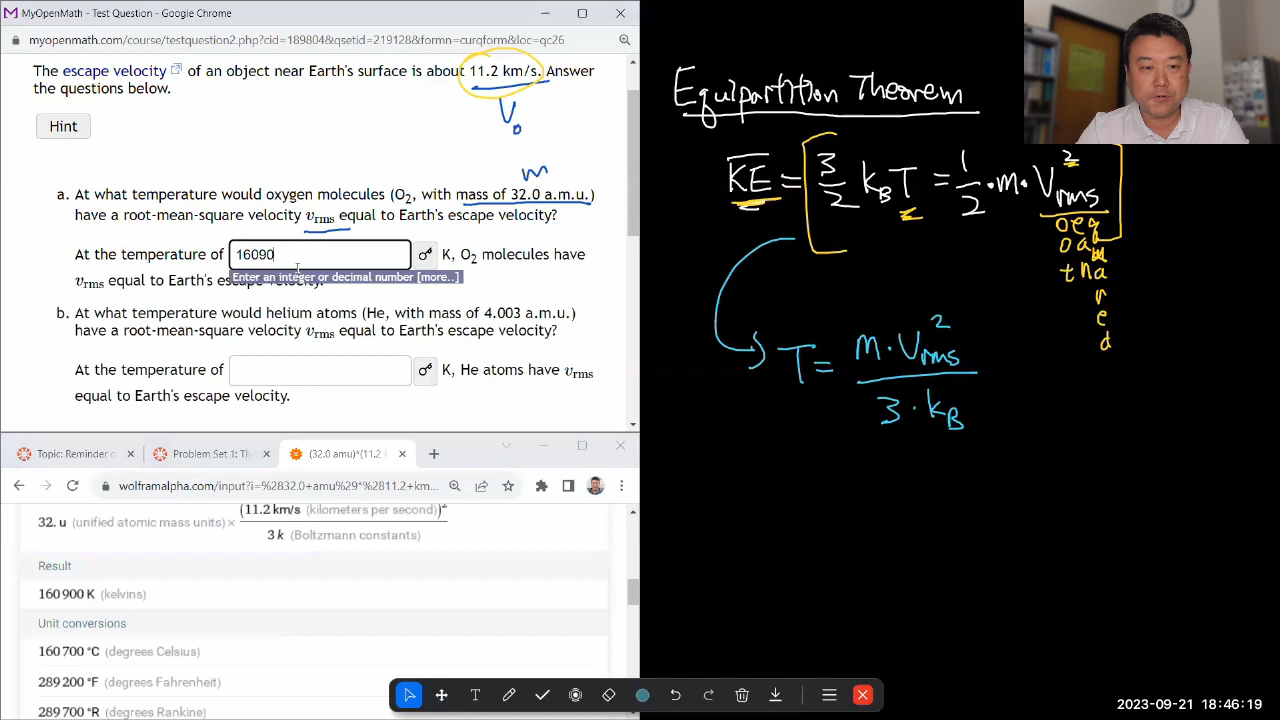 MyOpenMath - Test Question - Google Chrome
myopenmath.com/course/testquestion2.php?cid=189804&qsetid=219128&formn=curqform&loc=qc26
The escape velocity of an object near Earth's surface is about 11.2 km/s. Answer
the questions below.
V₀
Hint
m
a. At what temperature would oxygen molecules (O₂, with mass of 32.0 a.m.u.)
have a root-mean-square velocity vrms equal to Earth's escape velocity?
At the temperature of 16090 K, O₂ molecules have
Enter an integer or decimal number [more..]
vrms equal to Earth's escape velocity.
b. At what temperature would helium atoms (He, with mass of 4.003 a.m.u.)
have a root-mean-square velocity vrms equal to Earth's escape velocity?
At the temperature of K, He atoms have vrms
equal to Earth's escape velocity.
Topic: Reminder o
Problem Set 1: Th
(32.0 amu)*(11.2
wolframalpha.com/input?i=%2832.0+amu%29*%2811.2+km...
32. u (unified atomic mass units) × (11.2 km/s (kilometers per second))² / 3 k (Boltzmann constants)
Result
160 900 K (kelvins)
Unit conversions
160 700 °C (degrees Celsius)
289 200 °F (degrees Fahrenheit)
289 700 °R (degrees Rankine)
Equipartition Theorem
KE = 3/2 kB T = 1/2 · m · Vrms²
root
mean
squared
T = m · Vrms² / 3 · kB
2023-09-21 18:46:19